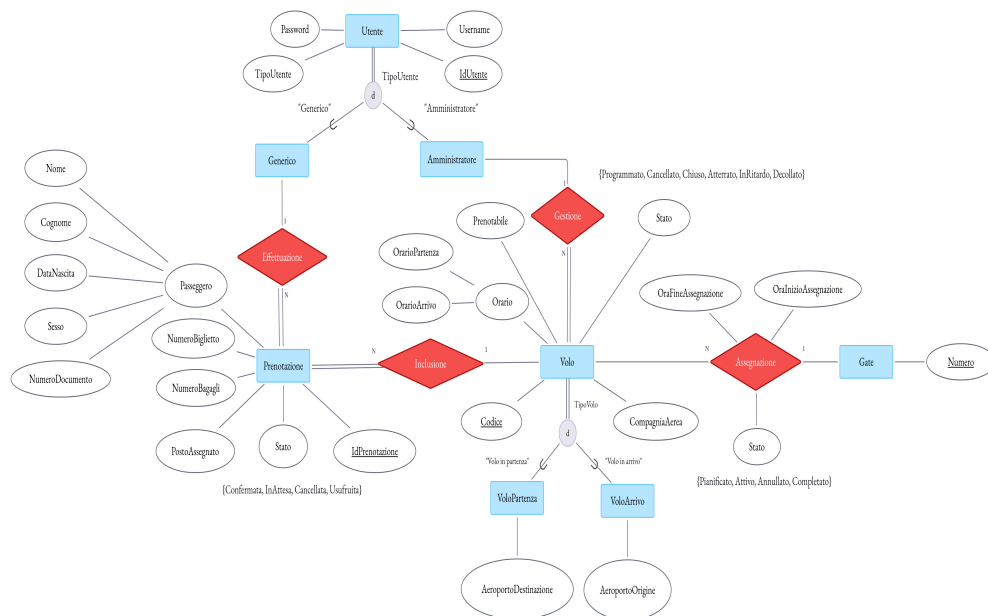 Password
Utente
Username
TipoUtente
TipoUtente
IdUtente
d
"Generico"
"Amministratore"
Generico
Amministratore
{Programmato, Cancellato, Chiuso, Atterrato, InRitardo, Decollato}
Nome
1
Prenotabile
Gestione
Stato
1
Cognome
OrarioPartenza
N
Effettuazione
DataNascita
Passeggero
OrarioArrivo
Orario
OraFineAssegnazione
OraInizioAssegnazione
N
Sesso
NumeroBiglietto
N
1
N
1
NumeroDocumento
Prenotazione
Inclusione
Volo
Assegnazione
Gate
Numero
NumeroBagagli
TipoVolo
PostoAssegnato
Stato
IdPrenotazione
Codice
d
CompagniaAerea
Stato
{Confermata, InAttesa, Cancellata, Usufruita}
"Volo in partenza"
"Volo in arrivo"
{Pianificato, Attivo, Annullato, Completato}
VoloPartenza
VoloArrivo
AeroportoDestinazione
AeroportoOrigine